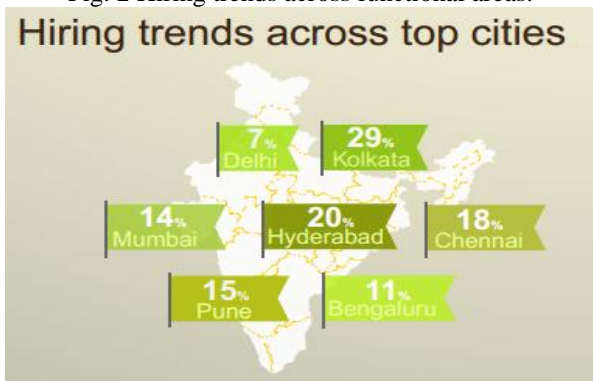 Fig. 2 Hiring trends across functional areas.
Hiring trends across top cities
7%
Delhi
29%
Kolkata
14%
Mumbai
20%
Hyderabad
18%
Chennai
15%
Pune
11%
Bengaluru